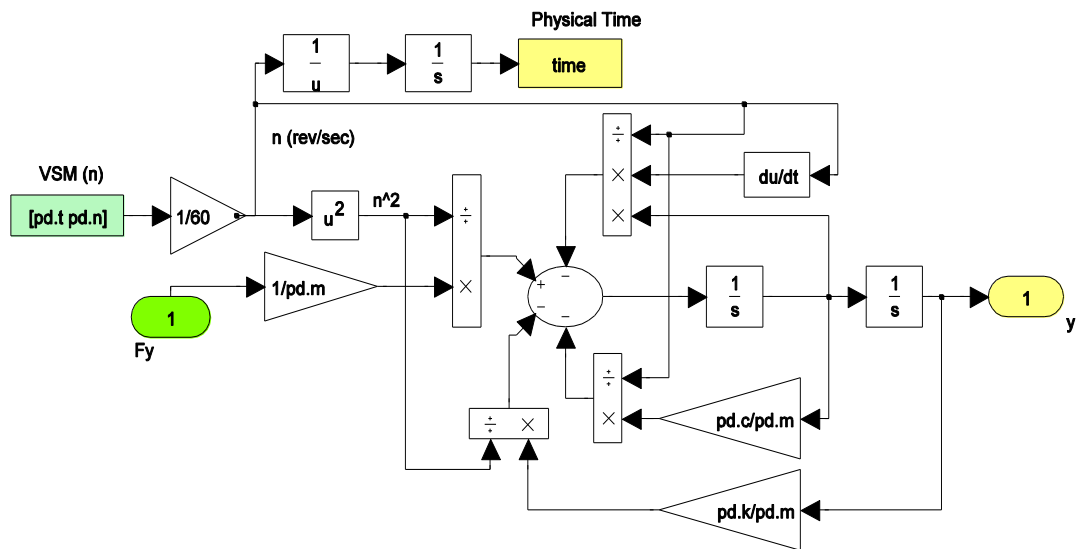 Physical Time
1
u
1
s
time
n (rev/sec)
VSM (n)
[pd.t pd.n]
1/60
u²
n^2
÷
×
÷
×
×
du/dt
1/pd.m
1
Fy
+
−
−
−
1
s
1
s
1
y
÷
×
pd.c/pd.m
÷ ×
pd.k/pd.m